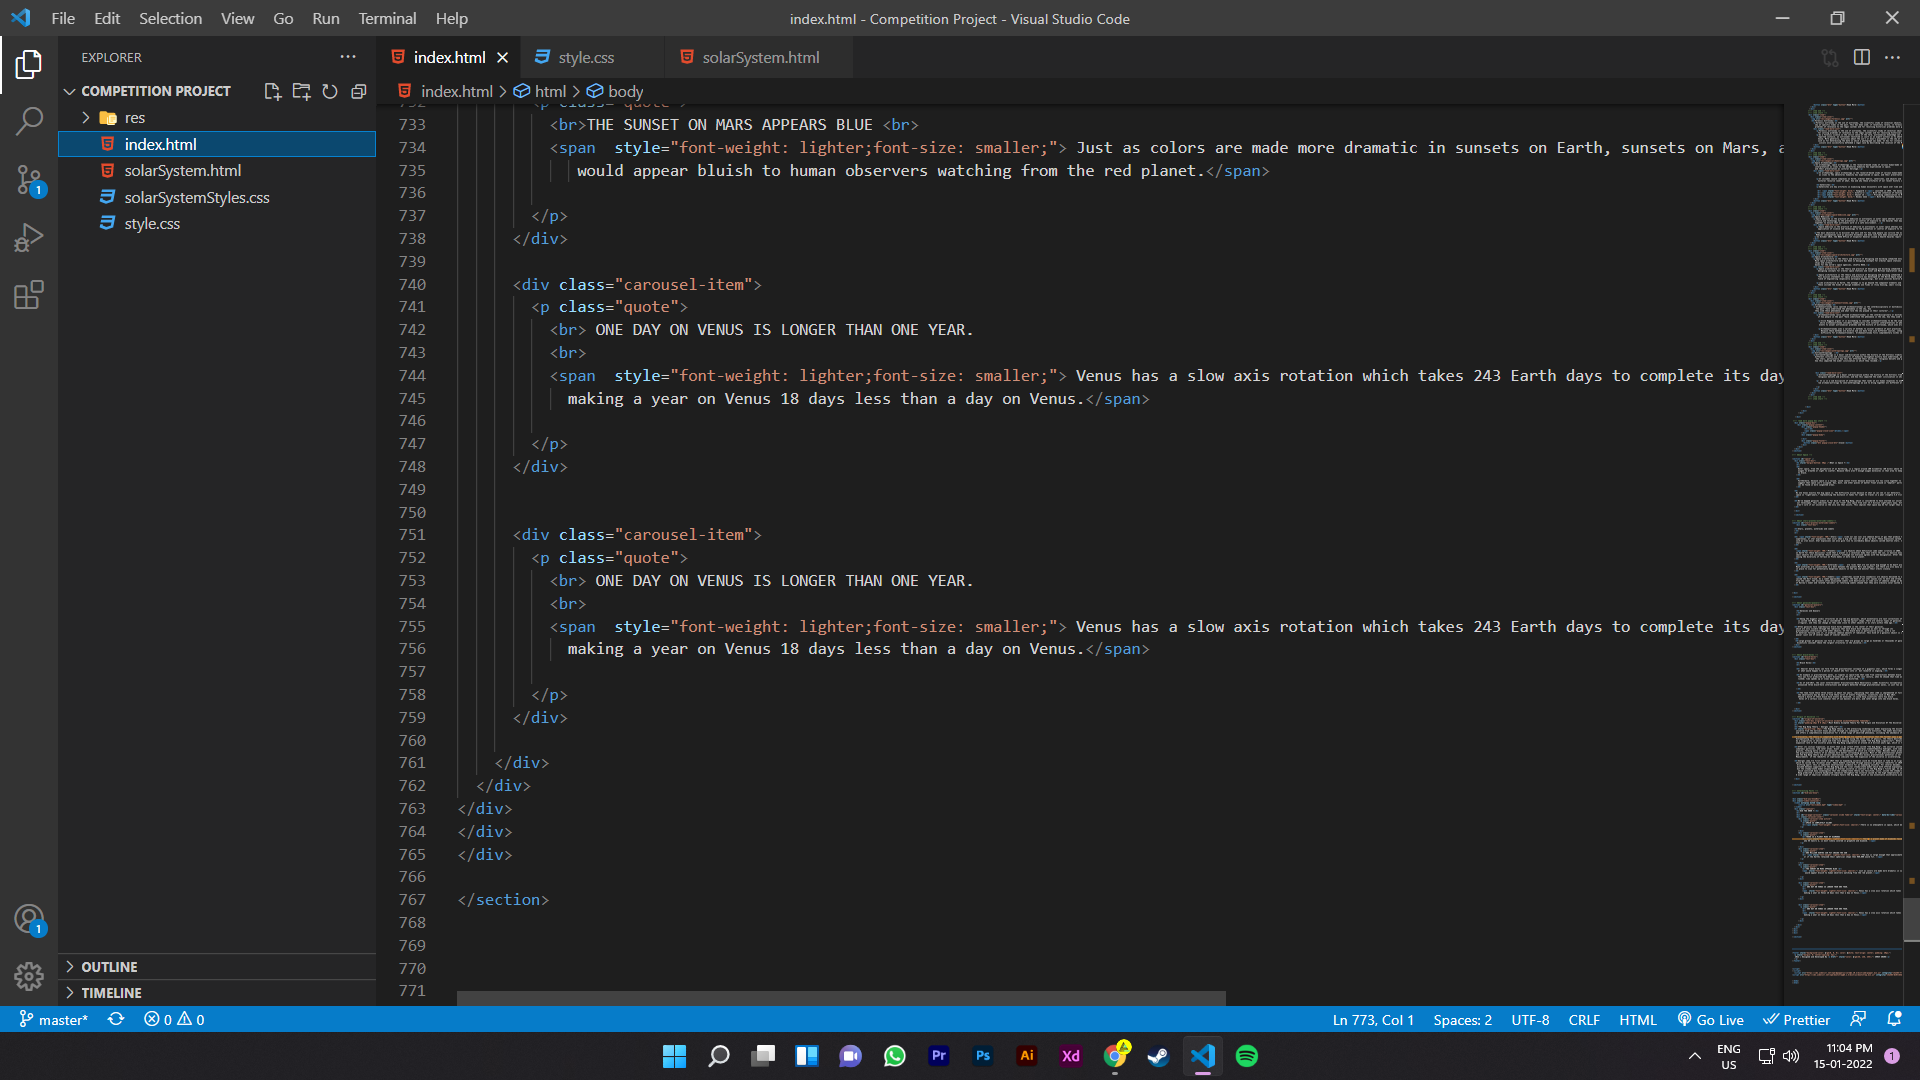 File Edit Selection View Go Run Terminal Help
index.html - Competition Project - Visual Studio Code
EXPLORER
COMPETITION PROJECT
res
index.html
solarSystem.html
solarSystemStyles.css
style.css
OUTLINE
TIMELINE
index.html style.css solarSystem.html
index.html > html > body
732 <p class="quote">
733 <br>THE SUNSET ON MARS APPEARS BLUE <br>
734 <span  style="font-weight: lighter;font-size: smaller;"> Just as colors are made more dramatic in sunsets on Earth, sunsets on Mars, a
735 would appear bluish to human observers watching from the red planet.</span>
736
737 </p>
738 </div>
739
740 <div class="carousel-item">
741 <p class="quote">
742 <br> ONE DAY ON VENUS IS LONGER THAN ONE YEAR.
743 <br>
744 <span  style="font-weight: lighter;font-size: smaller;"> Venus has a slow axis rotation which takes 243 Earth days to complete its day
745 making a year on Venus 18 days less than a day on Venus.</span>
746
747 </p>
748 </div>
749
750
751 <div class="carousel-item">
752 <p class="quote">
753 <br> ONE DAY ON VENUS IS LONGER THAN ONE YEAR.
754 <br>
755 <span  style="font-weight: lighter;font-size: smaller;"> Venus has a slow axis rotation which takes 243 Earth days to complete its day
756 making a year on Venus 18 days less than a day on Venus.</span>
757
758 </p>
759 </div>
760
761 </div>
762 </div>
763 </div>
764 </div>
765 </div>
766
767 </section>
768
769
770
771
1
1
master* 0 0
Ln 773, Col 1 Spaces: 2 UTF-8 CRLF HTML Go Live Prettier
Pr Ps Ai Xd
ENG
US
11:04 PM
15-01-2022
1